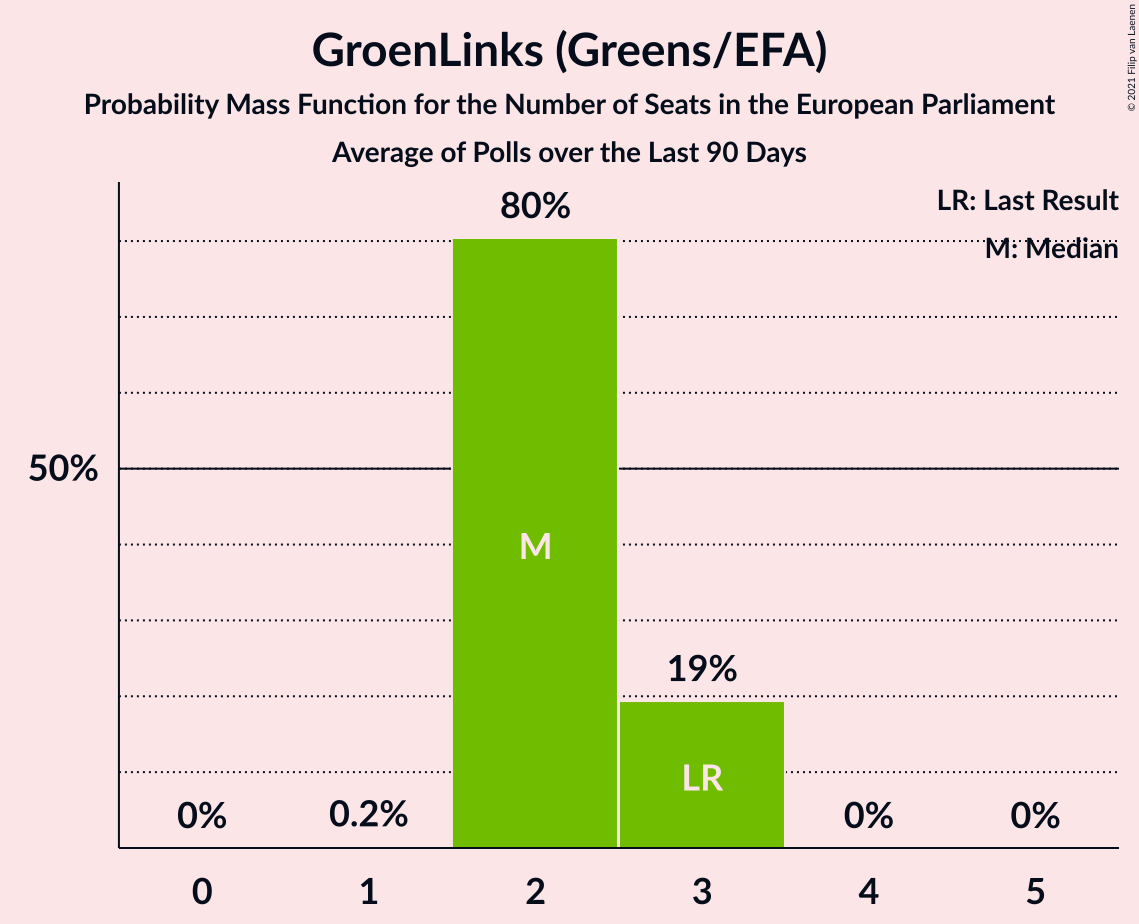 GroenLinks (Greens/EFA)
Probability Mass Function for the Number of Seats in the European Parliament
Average of Polls over the Last 90 Days
© 2021 Filip van Laenen
LR: Last Result
M: Median
80%
50%
M
19%
LR
0%
0.2%
0%
0%
0
1
2
3
4
5